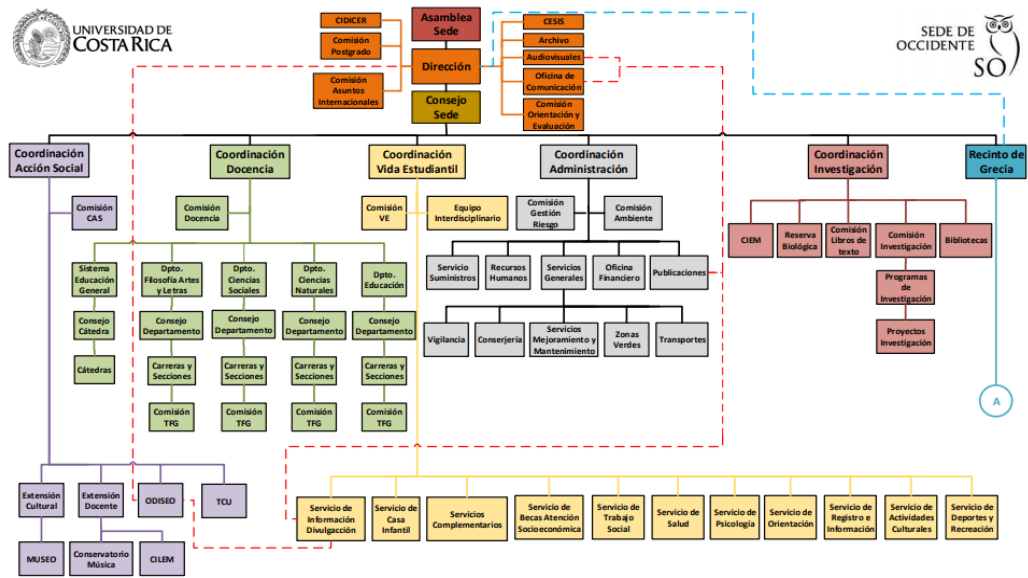 UNIVERSIDAD DE
COSTA RICA
CIDICER
Comisión
Postgrado
Comisión
Asuntos
Internacionales
Asamblea
Sede
Dirección
Consejo
Sede
CESIS
Archivo
Audiovisuales
Oficina de
Comunicación
Comisión
Orientación y
Evaluación
SEDE DE
OCCIDENTE
SO
Coordinación
Acción Social
Coordinación
Docencia
Coordinación
Vida Estudiantil
Coordinación
Administración
Coordinación
Investigación
Recinto de
Grecia
Comisión
CAS
Comisión
Docencia
Comisión
VE
Equipo
Interdisciplinario
Comisión
Gestión
Riesgo
Comisión
Ambiente
CIEM
Reserva
Biológica
Comisión
Libros de
texto
Comisión
Investigación
Bibliotecas
Programas
de
Investigación
Proyectos
Investigación
A
Sistema
Educación
General
Dpto.
Filosofía Artes
y Letras
Dpto.
Ciencias
Sociales
Dpto.
Ciencias
Naturales
Dpto.
Educación
Servicio
Suministros
Recursos
Humanos
Servicios
Generales
Oficina
Financiero
Publicaciones
Consejo
Cátedra
Consejo
Departamento
Consejo
Departamento
Consejo
Departamento
Consejo
Departamento
Vigilancia
Conserjería
Servicios
Mejoramiento y
Mantenimiento
Zonas
Verdes
Transportes
Cátedras
Carreras y
Secciones
Carreras y
Secciones
Carreras y
Secciones
Carreras y
Secciones
Comisión
TFG
Comisión
TFG
Comisión
TFG
Comisión
TFG
Extensión
Cultural
Extensión
Docente
ODISEO
TCU
MUSEO
Conservatorio
Música
CILEM
Servicio de
Información
Divulgacción
Servicio de
Casa
Infantil
Servicios
Complementarios
Servicio de
Becas Atención
Socioeconómica
Servicio de
Trabajo
Social
Servicio de
Salud
Servicio de
Psicología
Servicio de
Orientación
Servicio de
Registro e
Información
Servicio de
Actividades
Culturales
Servicio de
Deportes y
Recreación